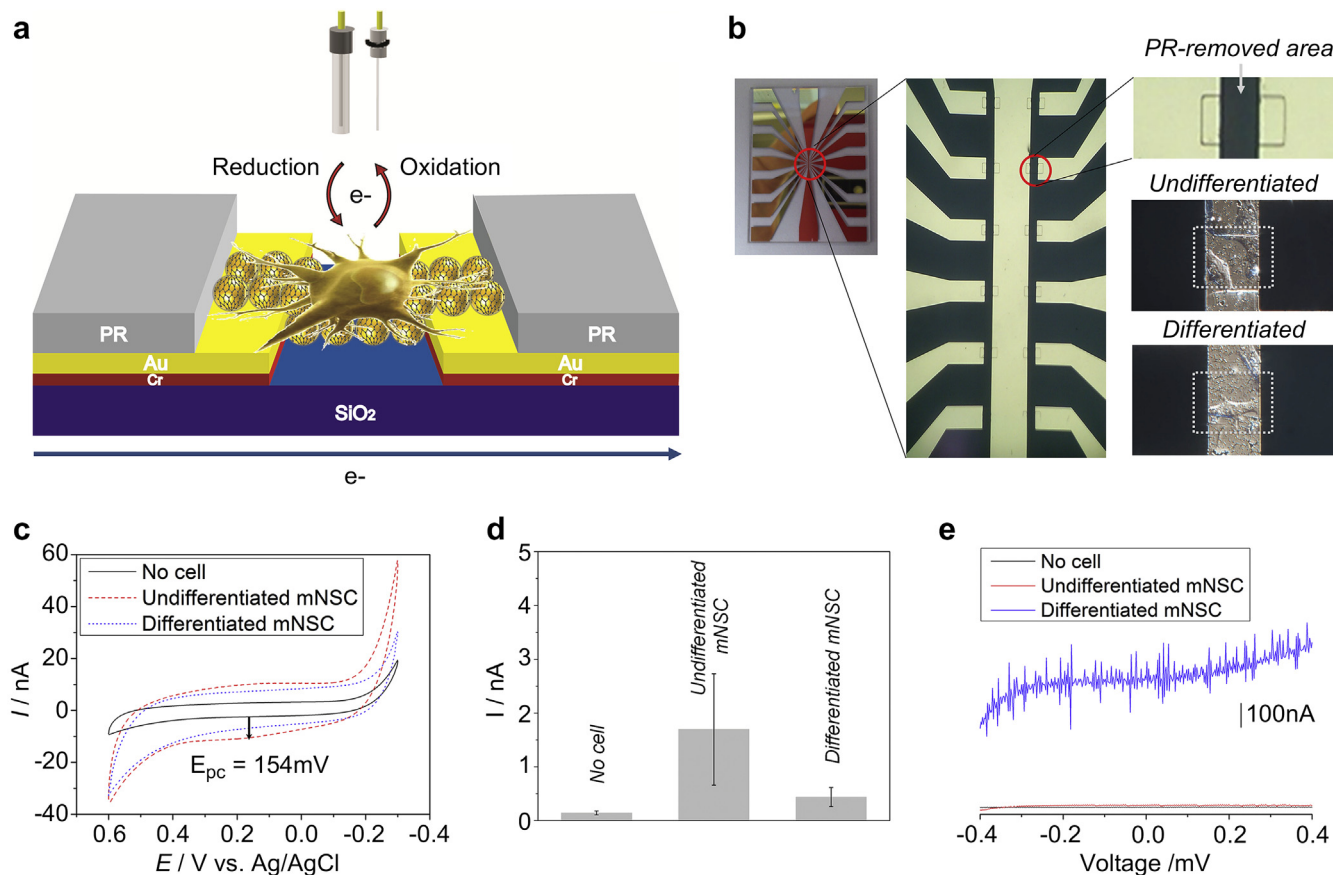 a
Reduction
Oxidation
e-
PR
PR
Au
Au
Cr
Cr
SiO₂
e-
b
PR-removed area
Undifferentiated
Differentiated
c
60
40
20
0
-20
-40
I / nA
No cell
Undifferentiated mNSC
Differentiated mNSC
Epc = 154mV
0.6
0.4
0.2
0.0
-0.2
-0.4
E / V vs. Ag/AgCl
d
5
4
3
2
1
0
I / nA
No cell
Undifferentiated
mNSC
Differentiated mNSC
e
No cell
Undifferentiated mNSC
Differentiated mNSC
100nA
-0.4
-0.2
0.0
0.2
0.4
Voltage /mV